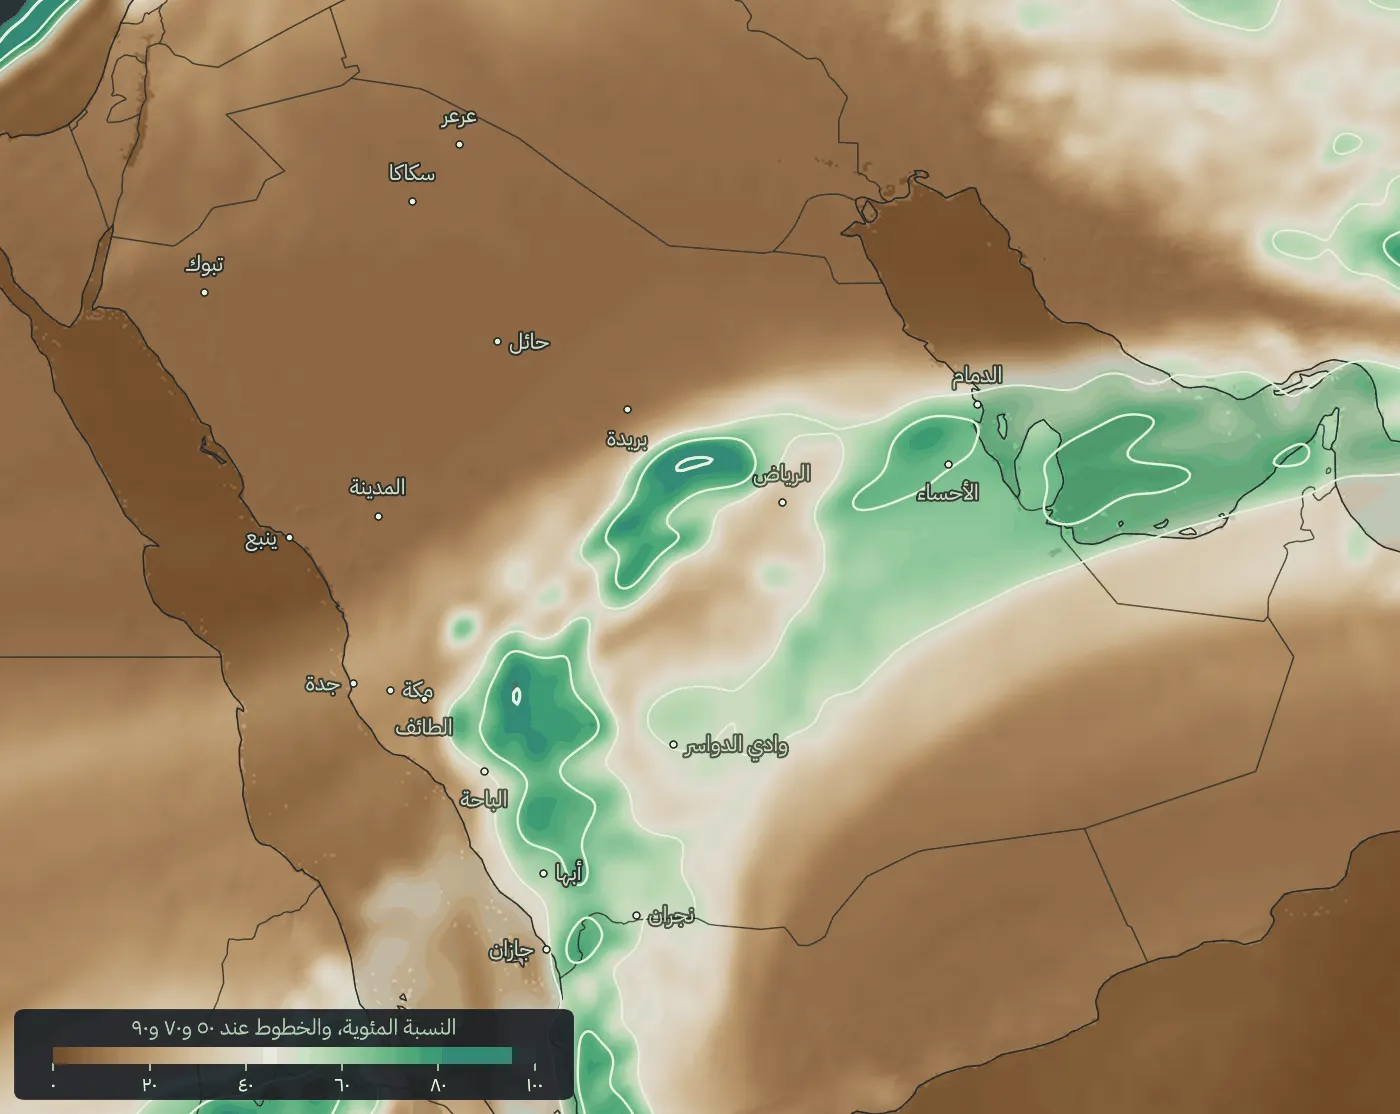 عرعر
سكاكا
تبوك
حائل
الدمام
بريدة
الرياض
الأحساء
المدينة
ينبع
جدة
مكة
الطائف
وادي الدواسر
الباحة
أبها
نجران
جازان
النسبة المئوية، والخطوط عند ٥٠ و٧٠ و٩٠
٠ ٢٠ ٤٠ ٦٠ ٨٠ ١٠٠